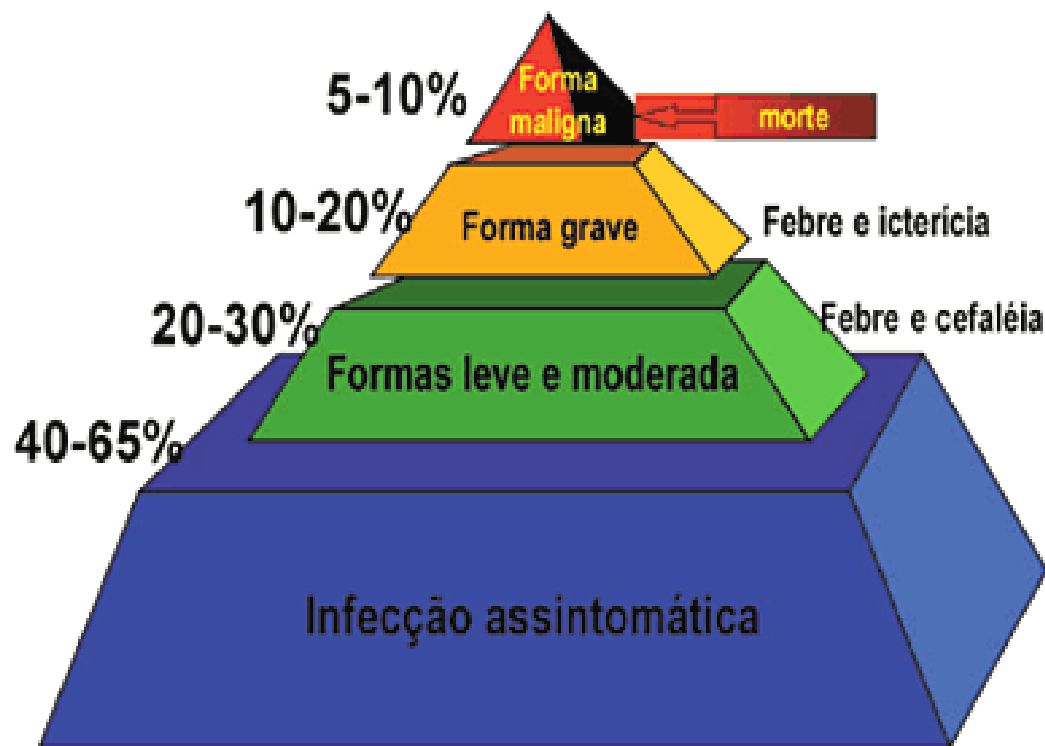 5-10%
Forma
maligna
morte
10-20%
Forma grave
Febre e icterícia
20-30%
Formas leve e moderada
Febre e cefaléia
40-65%
Infecção assintomática